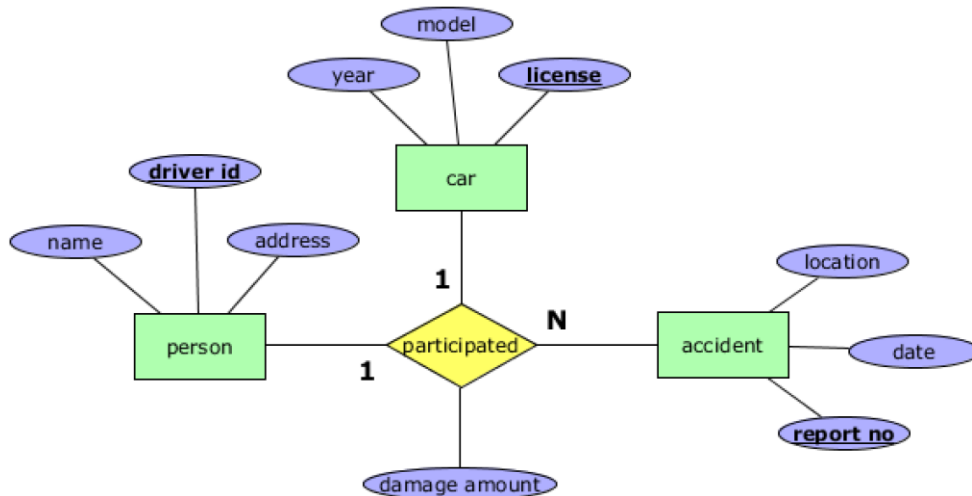 model
year
license
driver id
car
name
address
location
1
N
person
participated
accident
date
1
report no
damage amount